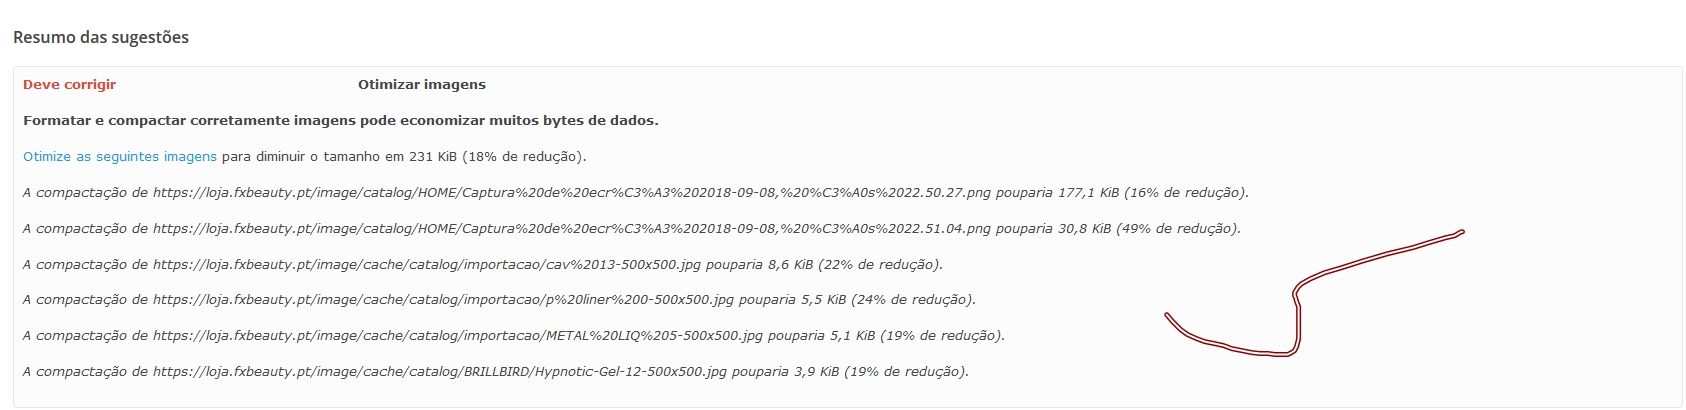 Resumo das sugestões
Deve corrigir Otimizar imagens
Formatar e compactar corretamente imagens pode economizar muitos bytes de dados.
Otimize as seguintes imagens para diminuir o tamanho em 231 KiB (18% de redução).
A compactação de https://loja.fxbeauty.pt/image/catalog/HOME/Captura%20de%20ecr%C3%A3%202018-09-08,%20%C3%A0s%2022.50.27.png pouparia 177,1 KiB (16% de redução).
A compactação de https://loja.fxbeauty.pt/image/catalog/HOME/Captura%20de%20ecr%C3%A3%202018-09-08,%20%C3%A0s%2022.51.04.png pouparia 30,8 KiB (49% de redução).
A compactação de https://loja.fxbeauty.pt/image/cache/catalog/importacao/cav%2013-500x500.jpg pouparia 8,6 KiB (22% de redução).
A compactação de https://loja.fxbeauty.pt/image/cache/catalog/importacao/p%20liner%200-500x500.jpg pouparia 5,5 KiB (24% de redução).
A compactação de https://loja.fxbeauty.pt/image/cache/catalog/importacao/METAL%20LIQ%205-500x500.jpg pouparia 5,1 KiB (19% de redução).
A compactação de https://loja.fxbeauty.pt/image/cache/catalog/BRILLBIRD/Hypnotic-Gel-12-500x500.jpg pouparia 3,9 KiB (19% de redução).